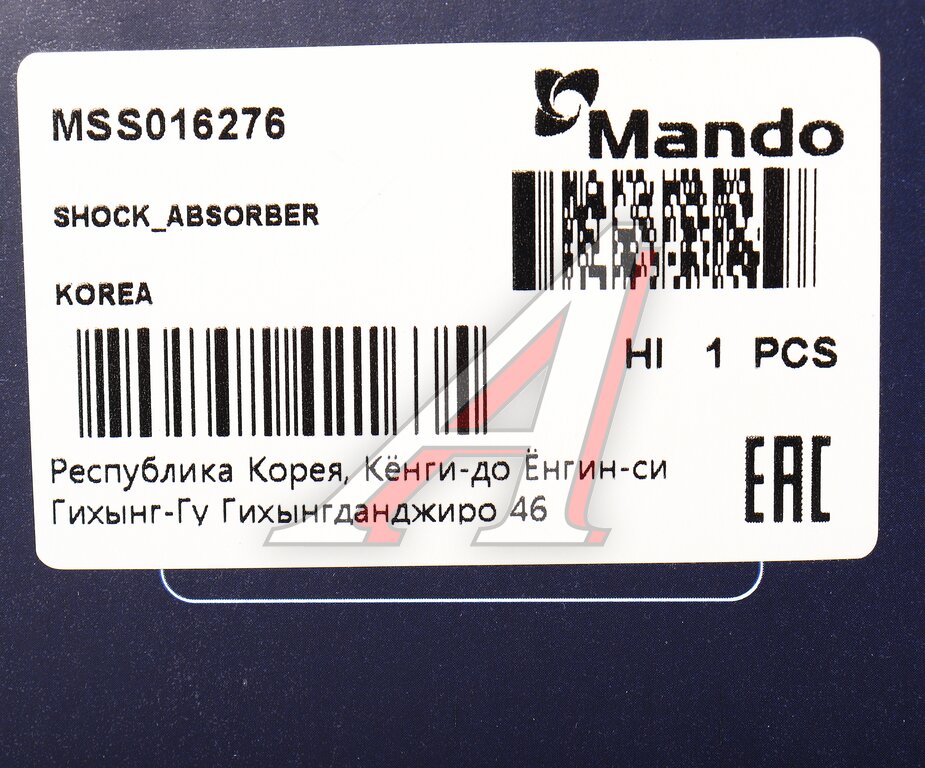 MSS016276
Mando
SHOCK_ABSORBER
KOREA
HI 1 PCS
Республика Корея, Кёнги-до Ёнгин-си
Гихынг-Гу Гихынгданджиро 46
EAC